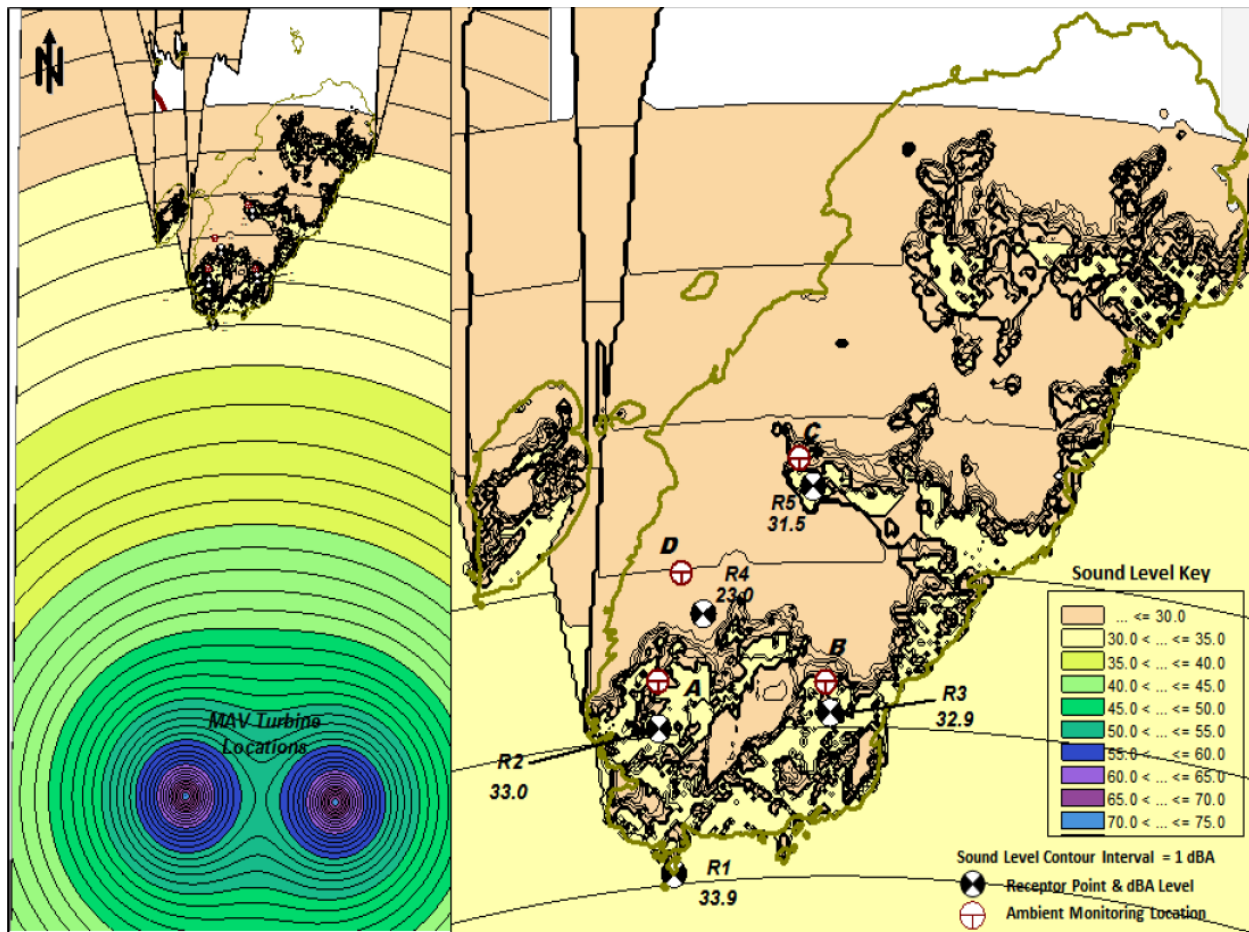 N
MAV Turbine
Locations
C
R5
31.5
D
R4
23.0
B
A
R3
32.9
R2
33.0
R1
33.9
Sound Level Key
... <= 30.0
30.0 < ... <= 35.0
35.0 < ... <= 40.0
40.0 < ... <= 45.0
45.0 < ... <= 50.0
50.0 < ... <= 55.0
55.0 < ... <= 60.0
60.0 < ... <= 65.0
65.0 < ... <= 70.0
70.0 < ... <= 75.0
Sound Level Contour Interval = 1 dBA
Receptor Point & dBA Level
Ambient Monitoring Location